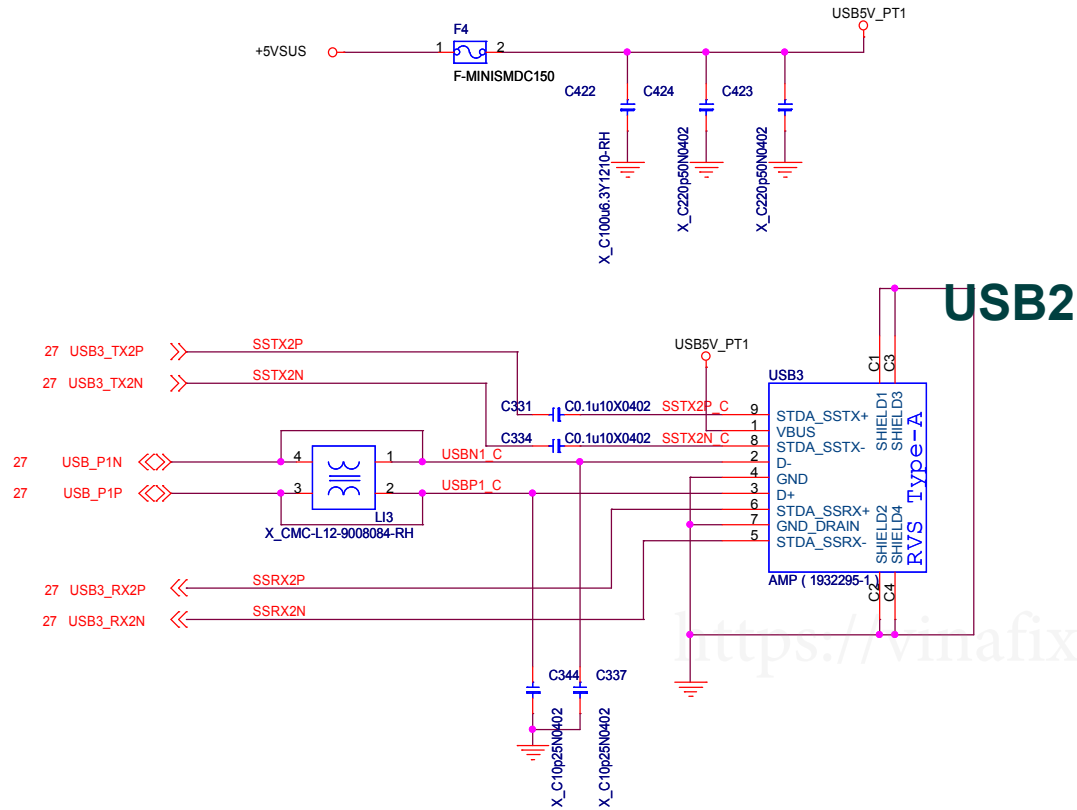 USB5V_PT1
F4
+5VSUS
1
2
F-MINISMDC150
C422
C424
C423
X_C100u6.3Y1210-RH
X_C220p50N0402
X_C220p50N0402
USB2
27 USB3_TX2P
SSTX2P
USB5V_PT1
27 USB3_TX2N
SSTX2N
USB3
C1
C3
C331
C0.1u10X0402
SSTX2P_C
9
STDA_SSTX+
1
VBUS
C334
C0.1u10X0402
SSTX2N_C
8
STDA_SSTX-
SHIELD1
SHIELD3
27 USB_P1N
4
1
USBN1_C
2
D-
4
GND
27 USB_P1P
3
2
USBP1_C
3
D+
6
STDA_SSRX+
7
GND_DRAIN
5
STDA_SSRX-
SHIELD2
SHIELD4
RVS Type-A
LI3
X_CMC-L12-9008084-RH
AMP ( 1932295-1 )
C2
C4
27 USB3_RX2P
SSRX2P
27 USB3_RX2N
SSRX2N
https://vinafix
C344
C337
X_C10p25N0402
X_C10p25N0402